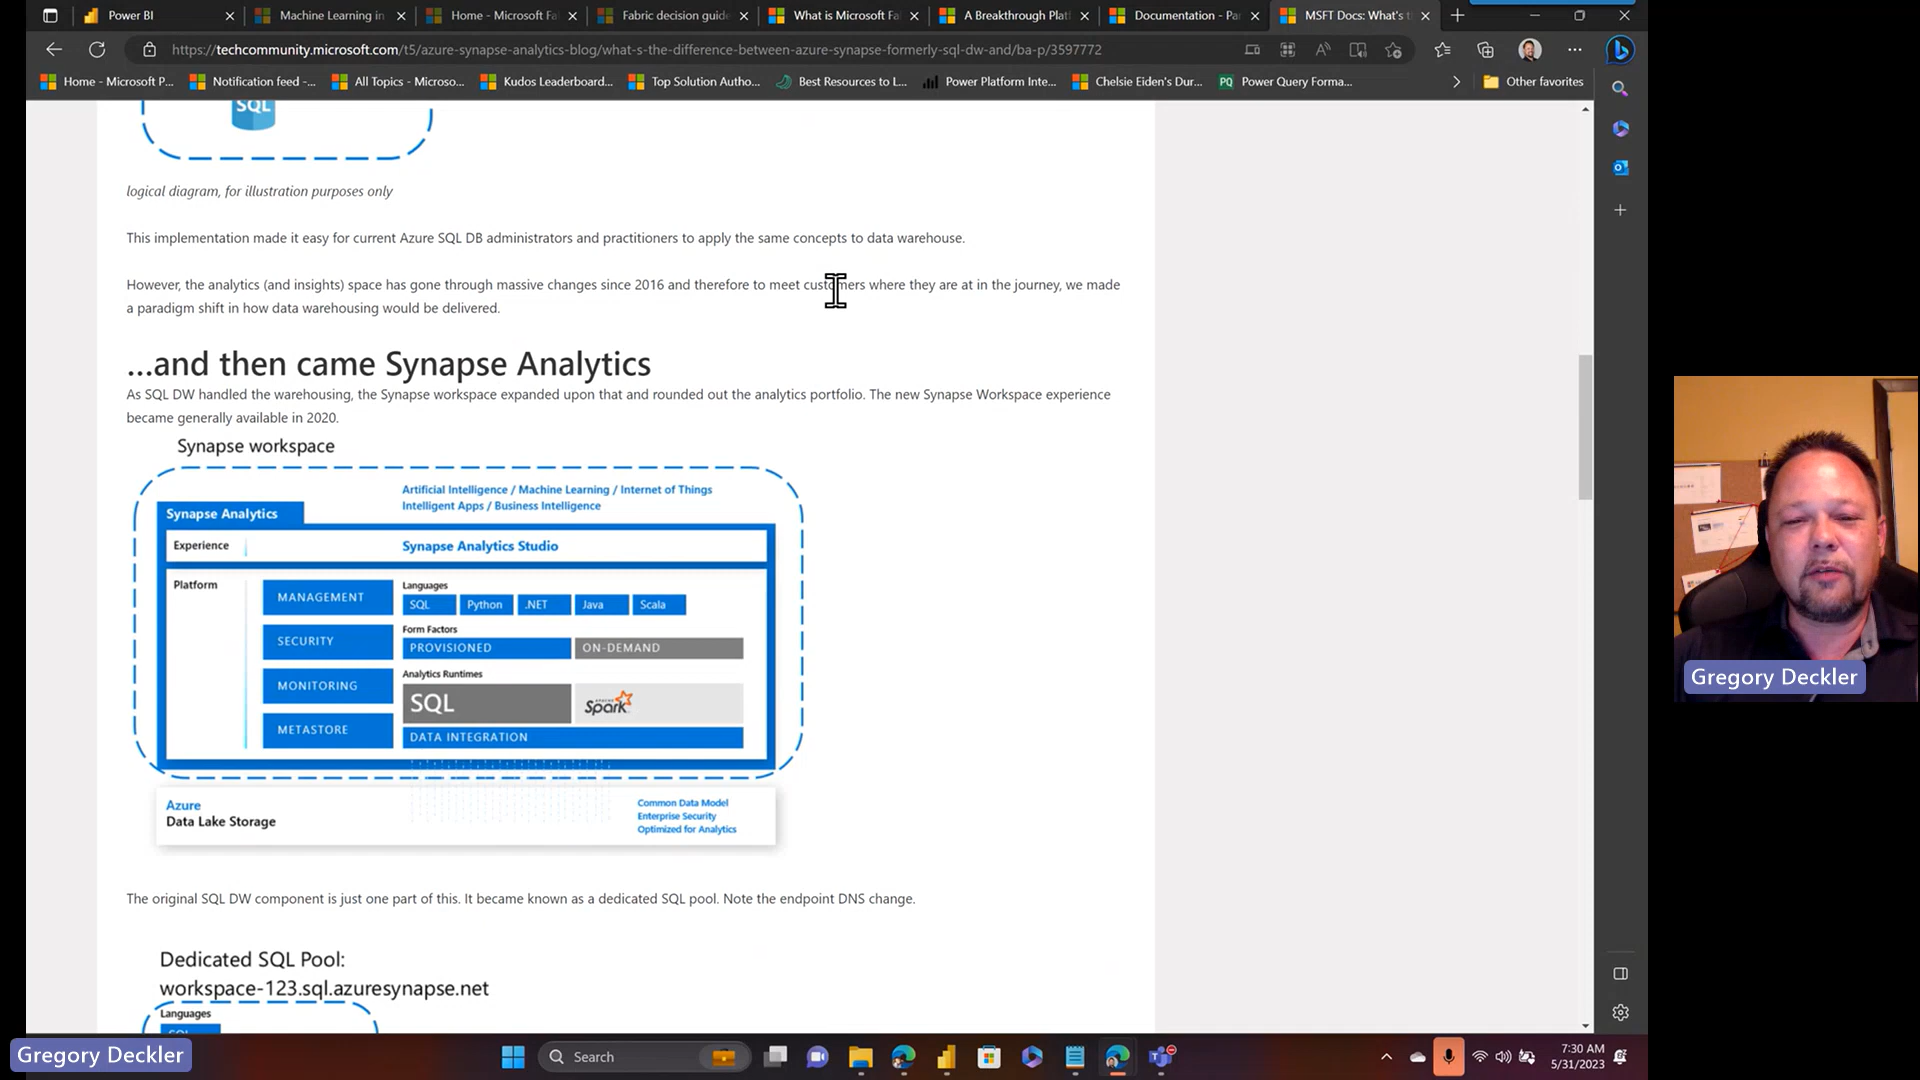 Power BI
Machine Learning in
Home - Microsoft Fa
Fabric decision guide
What is Microsoft Fa
A Breakthrough Plat
Documentation - Pa
MSFT Docs: What's t
https://techcommunity.microsoft.com/t5/azure-synapse-analytics-blog/what-s-the-difference-between-azure-synapse-formerly-sql-dw-and/ba-p/3597772
Home - Microsoft P...
Notification feed -...
All Topics - Microso...
Kudos Leaderboard...
Top Solution Autho...
Best Resources to L...
Power Platform Inte...
Chelsie Eiden's Dur...
PQ
Power Query Forma...
Other favorites
SQL
logical diagram, for illustration purposes only
This implementation made it easy for current Azure SQL DB administrators and practitioners to apply the same concepts to data warehouse.
However, the analytics (and insights) space has gone through massive changes since 2016 and therefore to meet customers where they are at in the journey, we made
a paradigm shift in how data warehousing would be delivered.
...and then came Synapse Analytics
As SQL DW handled the warehousing, the Synapse workspace expanded upon that and rounded out the analytics portfolio. The new Synapse Workspace experience
became generally available in 2020.
Synapse workspace
Artificial Intelligence / Machine Learning / Internet of Things
Intelligent Apps / Business Intelligence
Synapse Analytics
Experience
Synapse Analytics Studio
Platform
MANAGEMENT
SECURITY
MONITORING
METASTORE
Languages
SQL
Python
.NET
Java
Scala
Form Factors
PROVISIONED
ON-DEMAND
Analytics Runtimes
SQL
APACHE
Spark
DATA INTEGRATION
Azure
Data Lake Storage
Common Data Model
Enterprise Security
Optimized for Analytics
The original SQL DW component is just one part of this. It became known as a dedicated SQL pool. Note the endpoint DNS change.
Dedicated SQL Pool:
workspace-123.sql.azuresynapse.net
Languages
SQL
Gregory Deckler
Gregory Deckler
Search
7:30 AM
5/31/2023